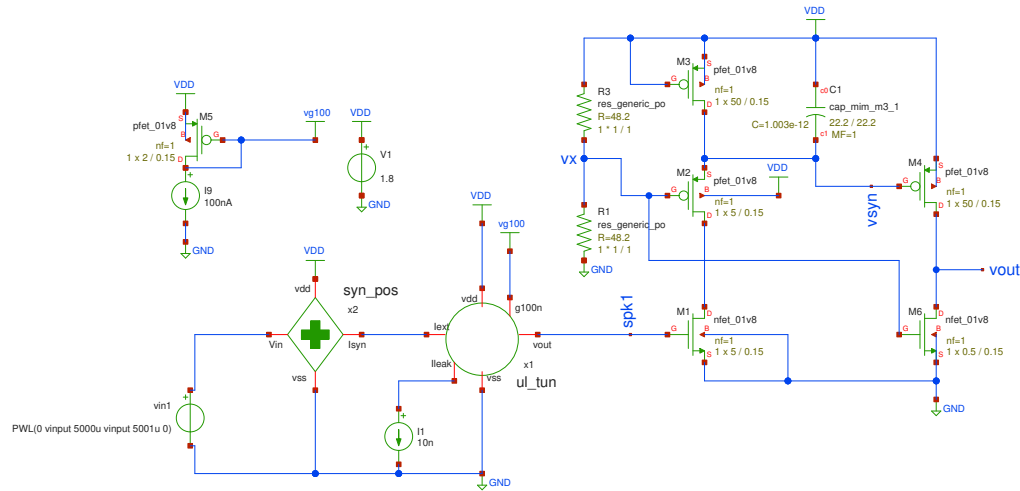 VDD
M5
pfet_01v8
S
B
G
D
nf=1
1 x 2 / 0.15
vg100
I9
100nA
GND
VDD
V1
1.8
GND
VDD
vg100
VDD
syn_pos
x2
vdd
Vin
Isyn
vss
vdd
g100n
Iext
vout
Ileak
vss
x1
ul_tun
vin1
PWL(0 vinput 5000u vinput 5001u 0)
I1
10n
GND
VDD
R3
res_generic_po
R=48.2
1 * 1 / 1
vx
R1
res_generic_po
R=48.2
1 * 1 / 1
GND
M3
pfet_01v8
S
B
G
D
nf=1
1 x 50 / 0.15
c0
C1
cap_mim_m3_1
22.2 / 22.2
C=1.003e-12
MF=1
c1
M2
pfet_01v8
S
B
G
D
nf=1
1 x 5 / 0.15
VDD
vsyn
M4
pfet_01v8
S
B
G
D
nf=1
1 x 50 / 0.15
vout
spk1
M1
nfet_01v8
D
B
G
S
nf=1
1 x 5 / 0.15
M6
nfet_01v8
D
B
G
S
nf=1
1 x 0.5 / 0.15
GND